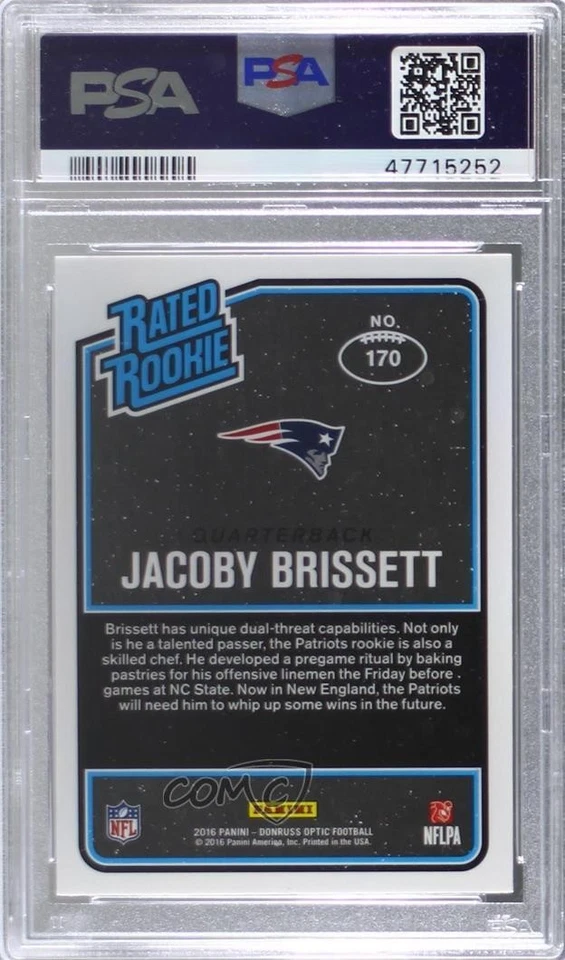 PSA
PSA
47715252
RATED
ROOKIE
NO.
170
QUARTERBACK
JACOBY BRISSETT
Brissett has unique dual-threat capabilities. Not only
is he a talented passer, the Patriots rookie is also a
skilled chef. He developed a pregame ritual by baking
pastries for his offensive linemen the Friday before
games at NC State. Now in New England, the Patriots
will need him to whip up some wins in the future.
COMC
PANINI
NFL
NFLPA
2016 PANINI – DONRUSS OPTIC FOOTBALL
© 2016 Panini America, Inc. Printed in the USA.